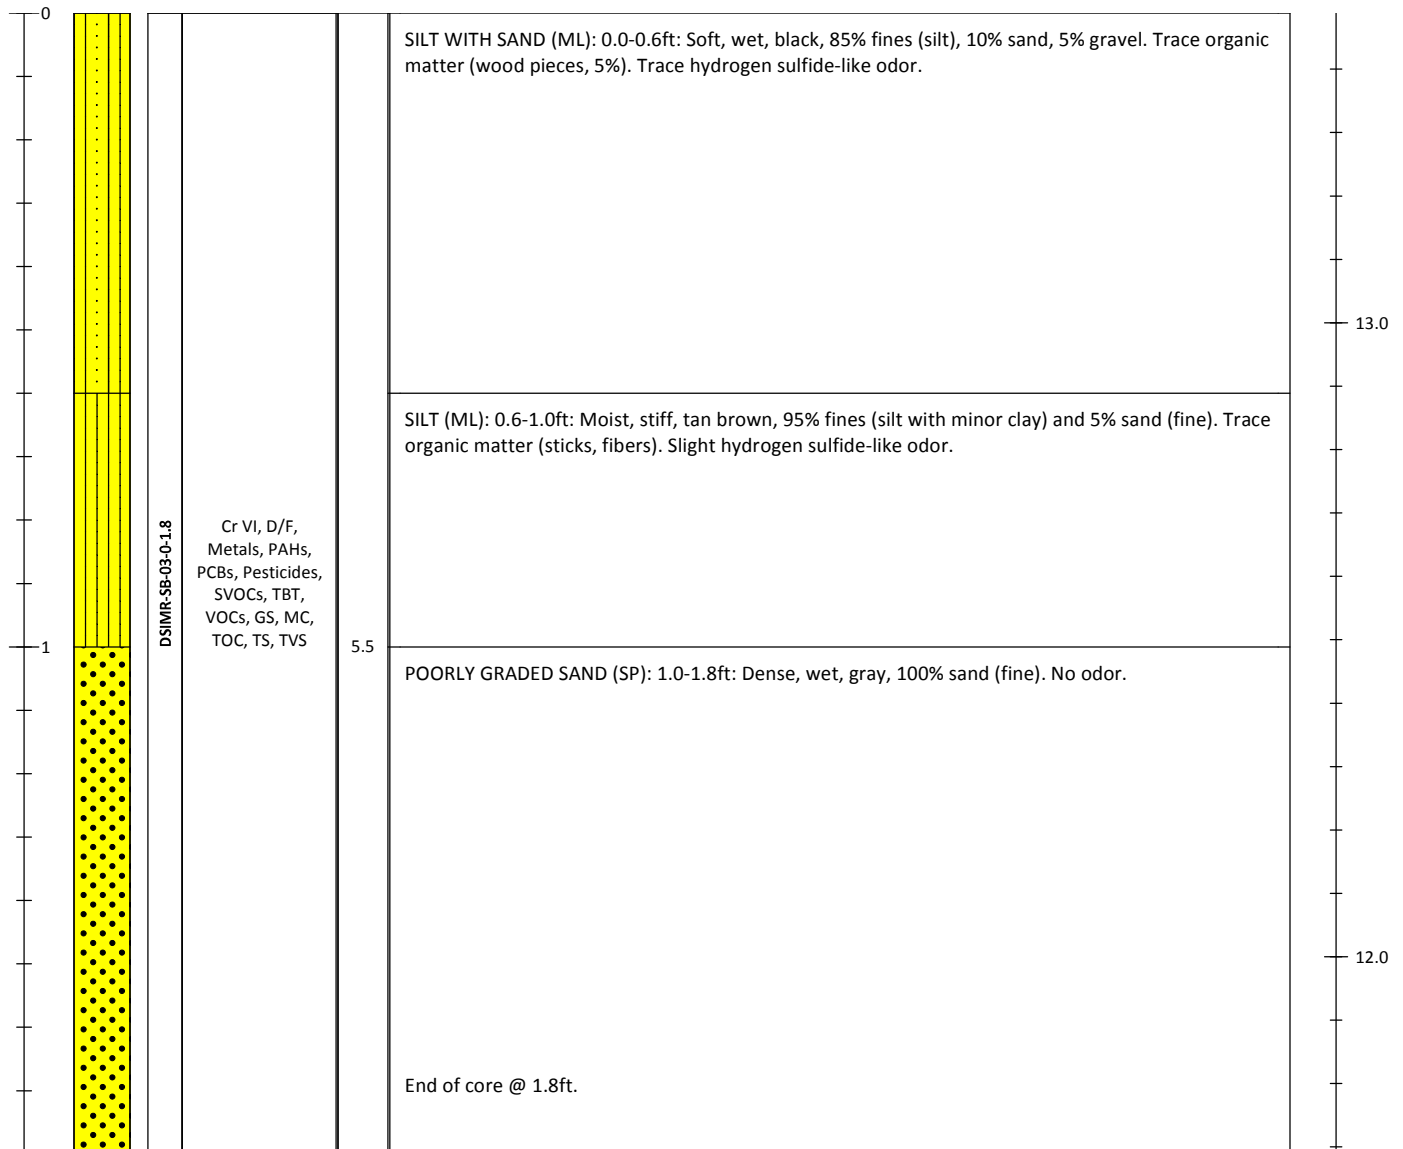 0
SILT WITH SAND (ML): 0.0-0.6ft: Soft, wet, black, 85% fines (silt), 10% sand, 5% gravel. Trace organic
matter (wood pieces, 5%). Trace hydrogen sulfide-like odor.
13.0
SILT (ML): 0.6-1.0ft: Moist, stiff, tan brown, 95% fines (silt with minor clay) and 5% sand (fine). Trace
organic matter (sticks, fibers). Slight hydrogen sulfide-like odor.
DSIMR-SB-03-0-1.8
Cr VI, D/F,
Metals, PAHs,
PCBs, Pesticides,
SVOCs, TBT,
VOCs, GS, MC,
TOC, TS, TVS
1
5.5
POORLY GRADED SAND (SP): 1.0-1.8ft: Dense, wet, gray, 100% sand (fine). No odor.
12.0
End of core @ 1.8ft.